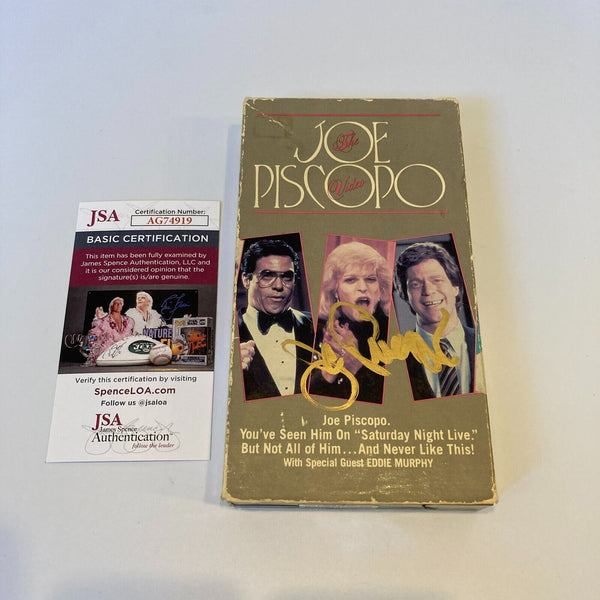 JSA
Certification Number:
AG74919
BASIC CERTIFICATION
This item has been fully examined by
James Spence Authentication, LLC and
it is our considered opinion that the
signature(s) is/are genuine.
Verify this certification by visiting
SpenceLOA.com
Follow us @jsaloa
JSA
James Spence
Authentication
follow the leader
The
JOE
PISCOPO
Video
Joe Piscopo.
You've Seen Him On "Saturday Night Live."
But Not All of Him...And Never Like This!
With Special Guest EDDIE MURPHY